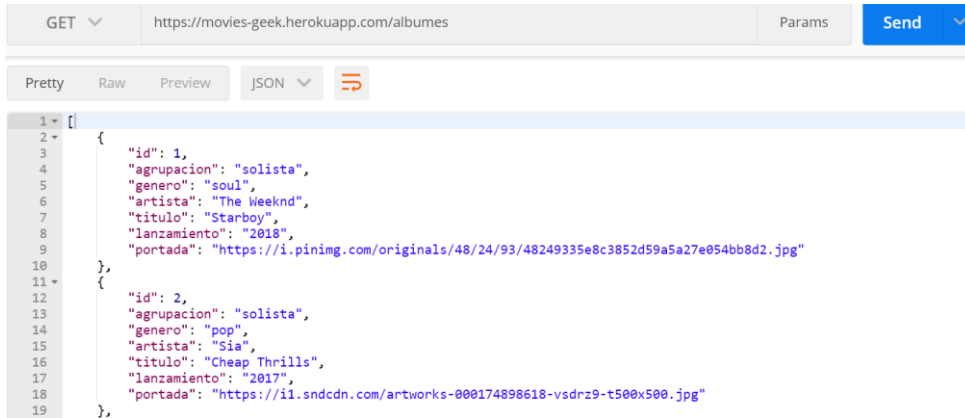 GET https://movies-geek.herokuapp.com/albumes Params Send
Pretty Raw Preview JSON
1 [
2 {
3 "id": 1,
4 "agrupacion": "solista",
5 "genero": "soul",
6 "artista": "The Weeknd",
7 "titulo": "Starboy",
8 "lanzamiento": "2018",
9 "portada": "https://i.pinimg.com/originals/48/24/93/48249335e8c3852d59a5a27e054bb8d2.jpg"
10 },
11 {
12 "id": 2,
13 "agrupacion": "solista",
14 "genero": "pop",
15 "artista": "Sia",
16 "titulo": "Cheap Thrills",
17 "lanzamiento": "2017",
18 "portada": "https://i1.sndcdn.com/artworks-000174898618-vsdrz9-t500x500.jpg"
19 },